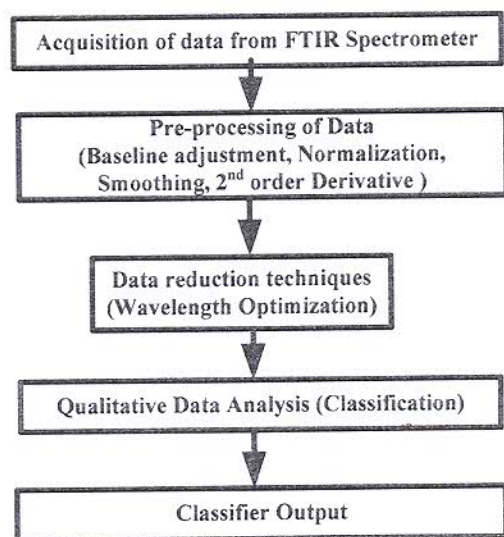 Acquisition of data from FTIR Spectrometer
Pre-processing of Data
(Baseline adjustment, Normalization,
Smoothing, 2nd order Derivative )
Data reduction techniques
(Wavelength Optimization)
Qualitative Data Analysis (Classification)
Classifier Output